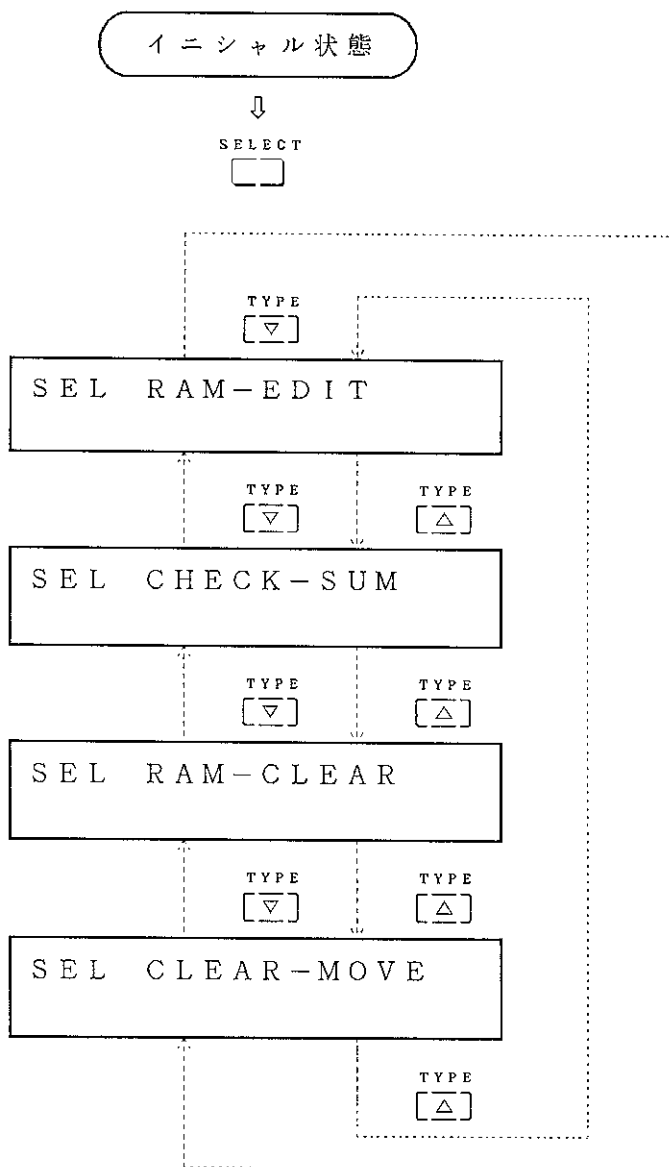 イニシャル状態
⇩
SELECT
TYPE
▽
SEL RAM-EDIT
TYPE TYPE
▽ △
SEL CHECK-SUM
TYPE TYPE
▽ △
SEL RAM-CLEAR
TYPE TYPE
▽ △
SEL CLEAR-MOVE
TYPE
△